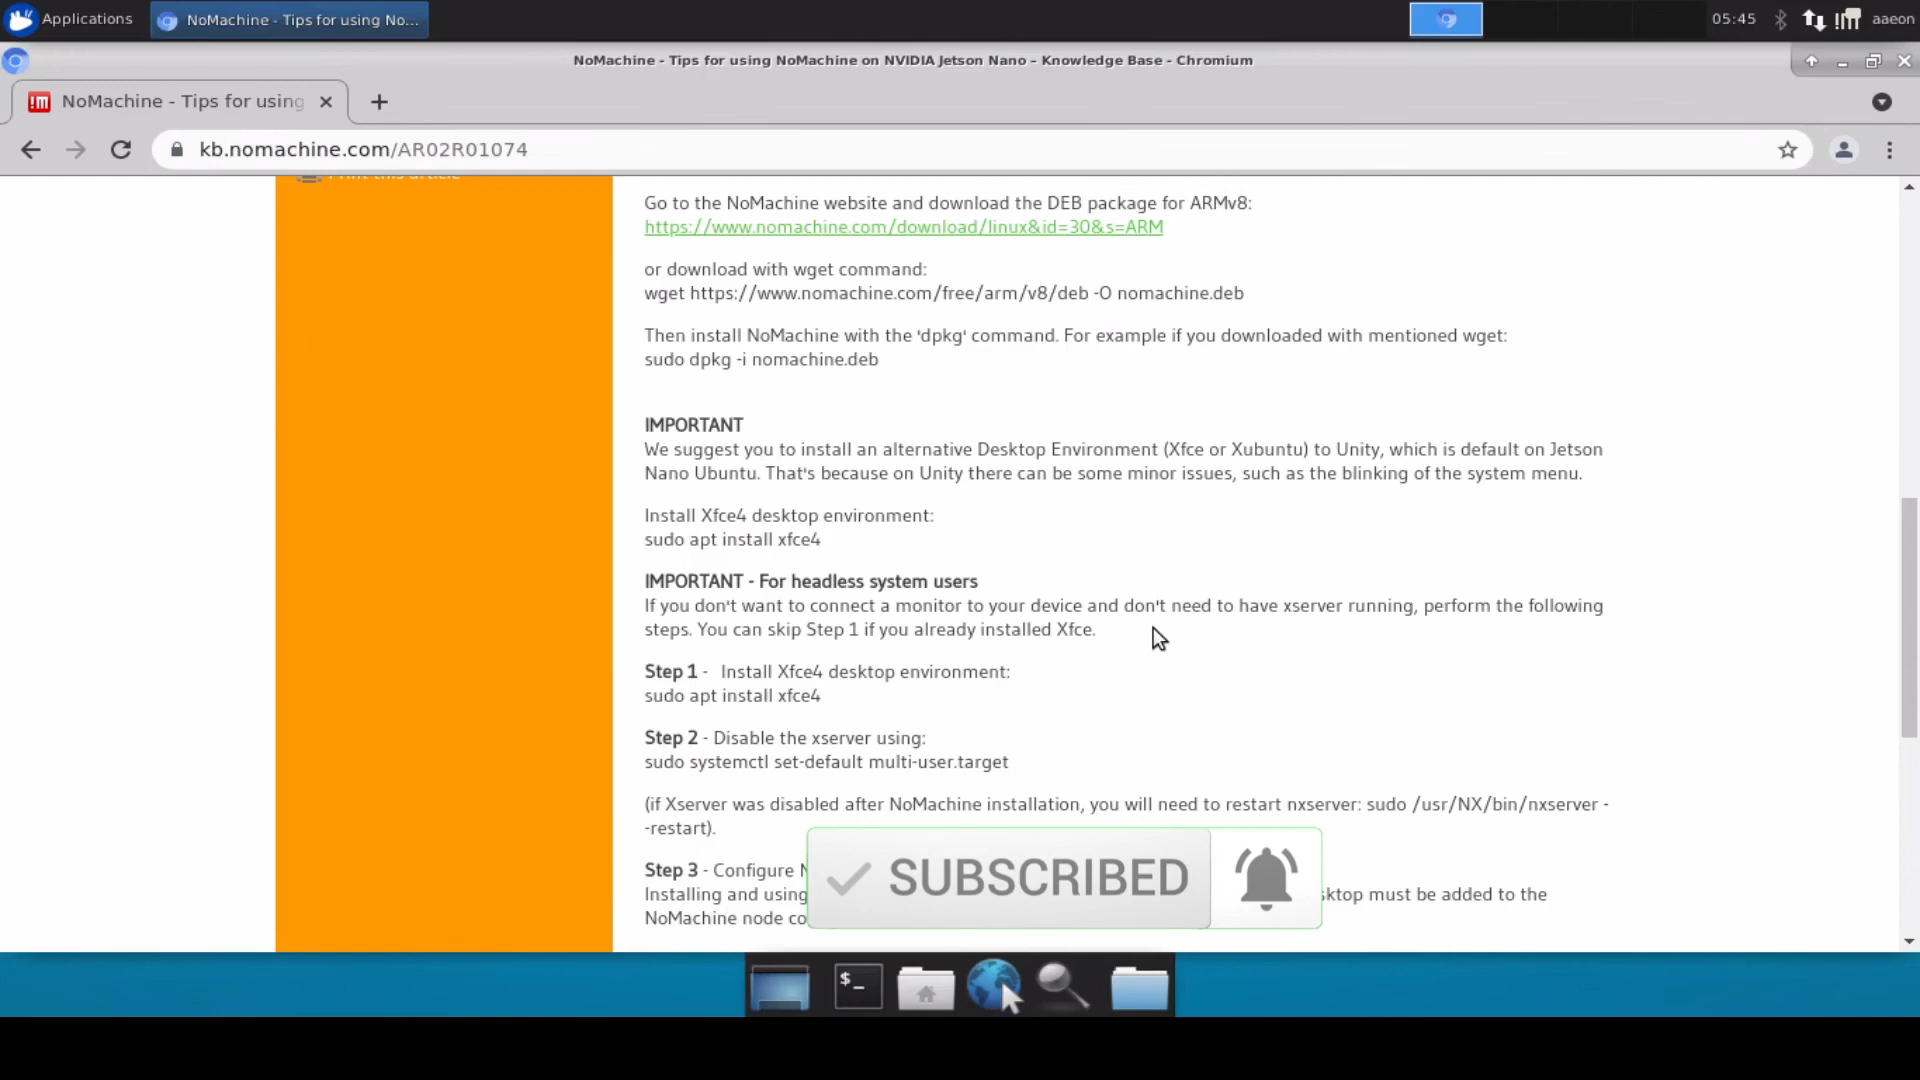 Applications
NoMachine - Tips for using No...
05:45
aaeon
NoMachine - Tips for using NoMachine on NVIDIA Jetson Nano – Knowledge Base - Chromium
!M
NoMachine - Tips for using
kb.nomachine.com/AR02R01074
Print this article
Go to the NoMachine website and download the DEB package for ARMv8:
https://www.nomachine.com/download/linux&id=30&s=ARM
or download with wget command:
wget https://www.nomachine.com/free/arm/v8/deb -O nomachine.deb
Then install NoMachine with the 'dpkg' command. For example if you downloaded with mentioned wget:
sudo dpkg -i nomachine.deb
IMPORTANT
We suggest you to install an alternative Desktop Environment (Xfce or Xubuntu) to Unity, which is default on Jetson
Nano Ubuntu. That's because on Unity there can be some minor issues, such as the blinking of the system menu.
Install Xfce4 desktop environment:
sudo apt install xfce4
IMPORTANT - For headless system users
If you don't want to connect a monitor to your device and don't need to have xserver running, perform the following
steps. You can skip Step 1 if you already installed Xfce.
Step 1 - Install Xfce4 desktop environment:
sudo apt install xfce4
Step 2 - Disable the xserver using:
sudo systemctl set-default multi-user.target
(if Xserver was disabled after NoMachine installation, you will need to restart nxserver: sudo /usr/NX/bin/nxserver -
-restart).
Step 3 - Configure
Installing and using
SUBSCRIBED
sktop must be added to the
NoMachine node co
$_